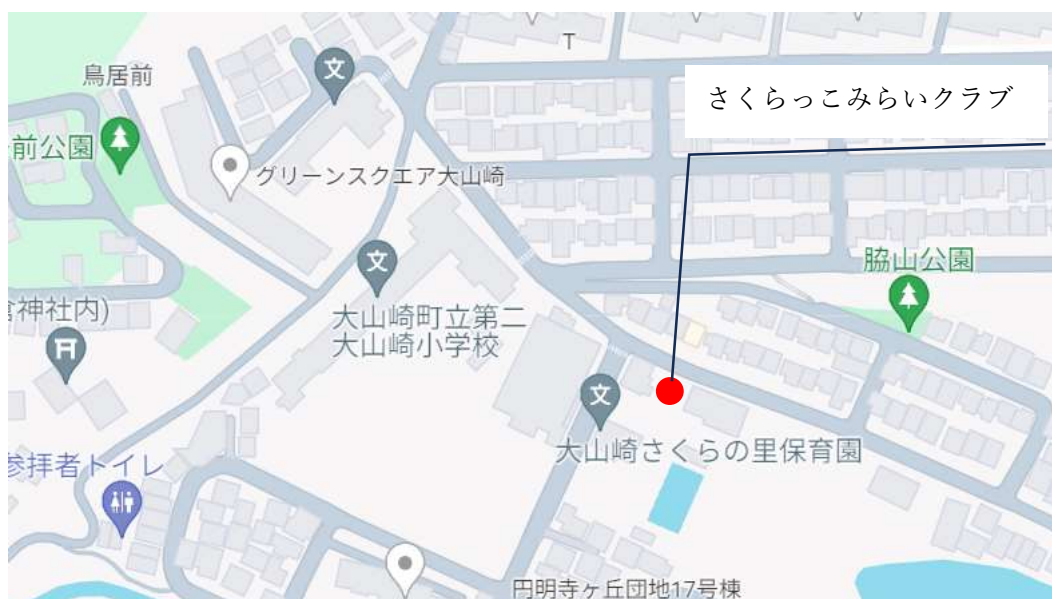 T
鳥居前
文
さくらっこみらいクラブ
前公園
グリーンスクエア大山崎
文
脇山公園
大山崎町立第二
大山崎小学校
神社内)
文
大山崎さくらの里保育園
参拝者トイレ
円明寺ヶ丘団地17号棟